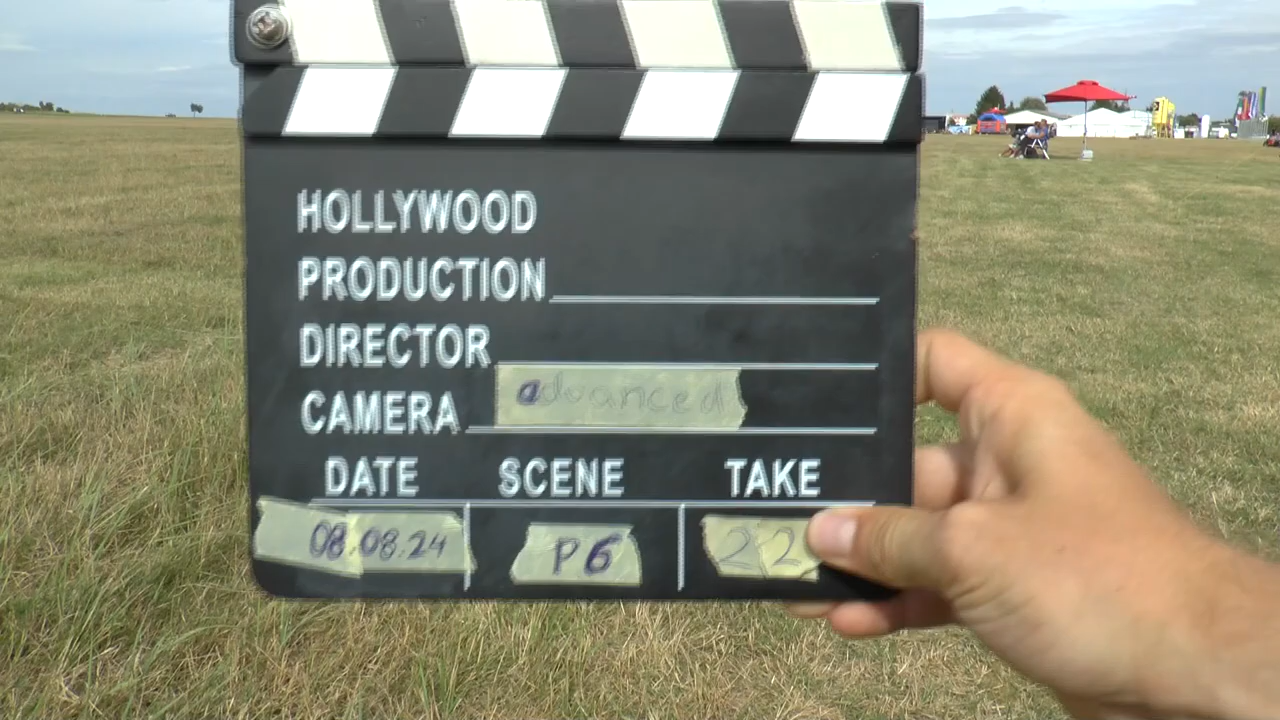 HOLLYWOOD
PRODUCTION
DIRECTOR
CAMERA advanced
DATE SCENE TAKE
08.08.24 P6 22